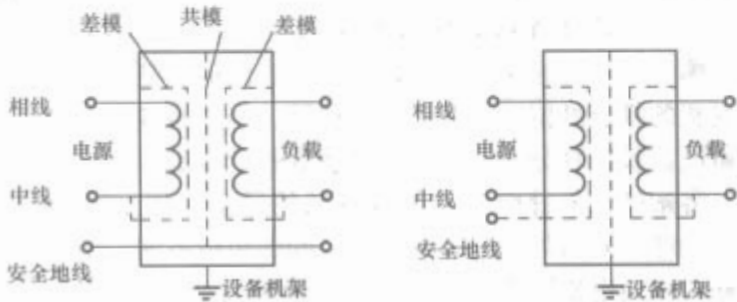 差模 共模 差模
相线
电源 负载
中线
安全地线
设备机架
相线
电源 负载
中线
安全地线
设备机架